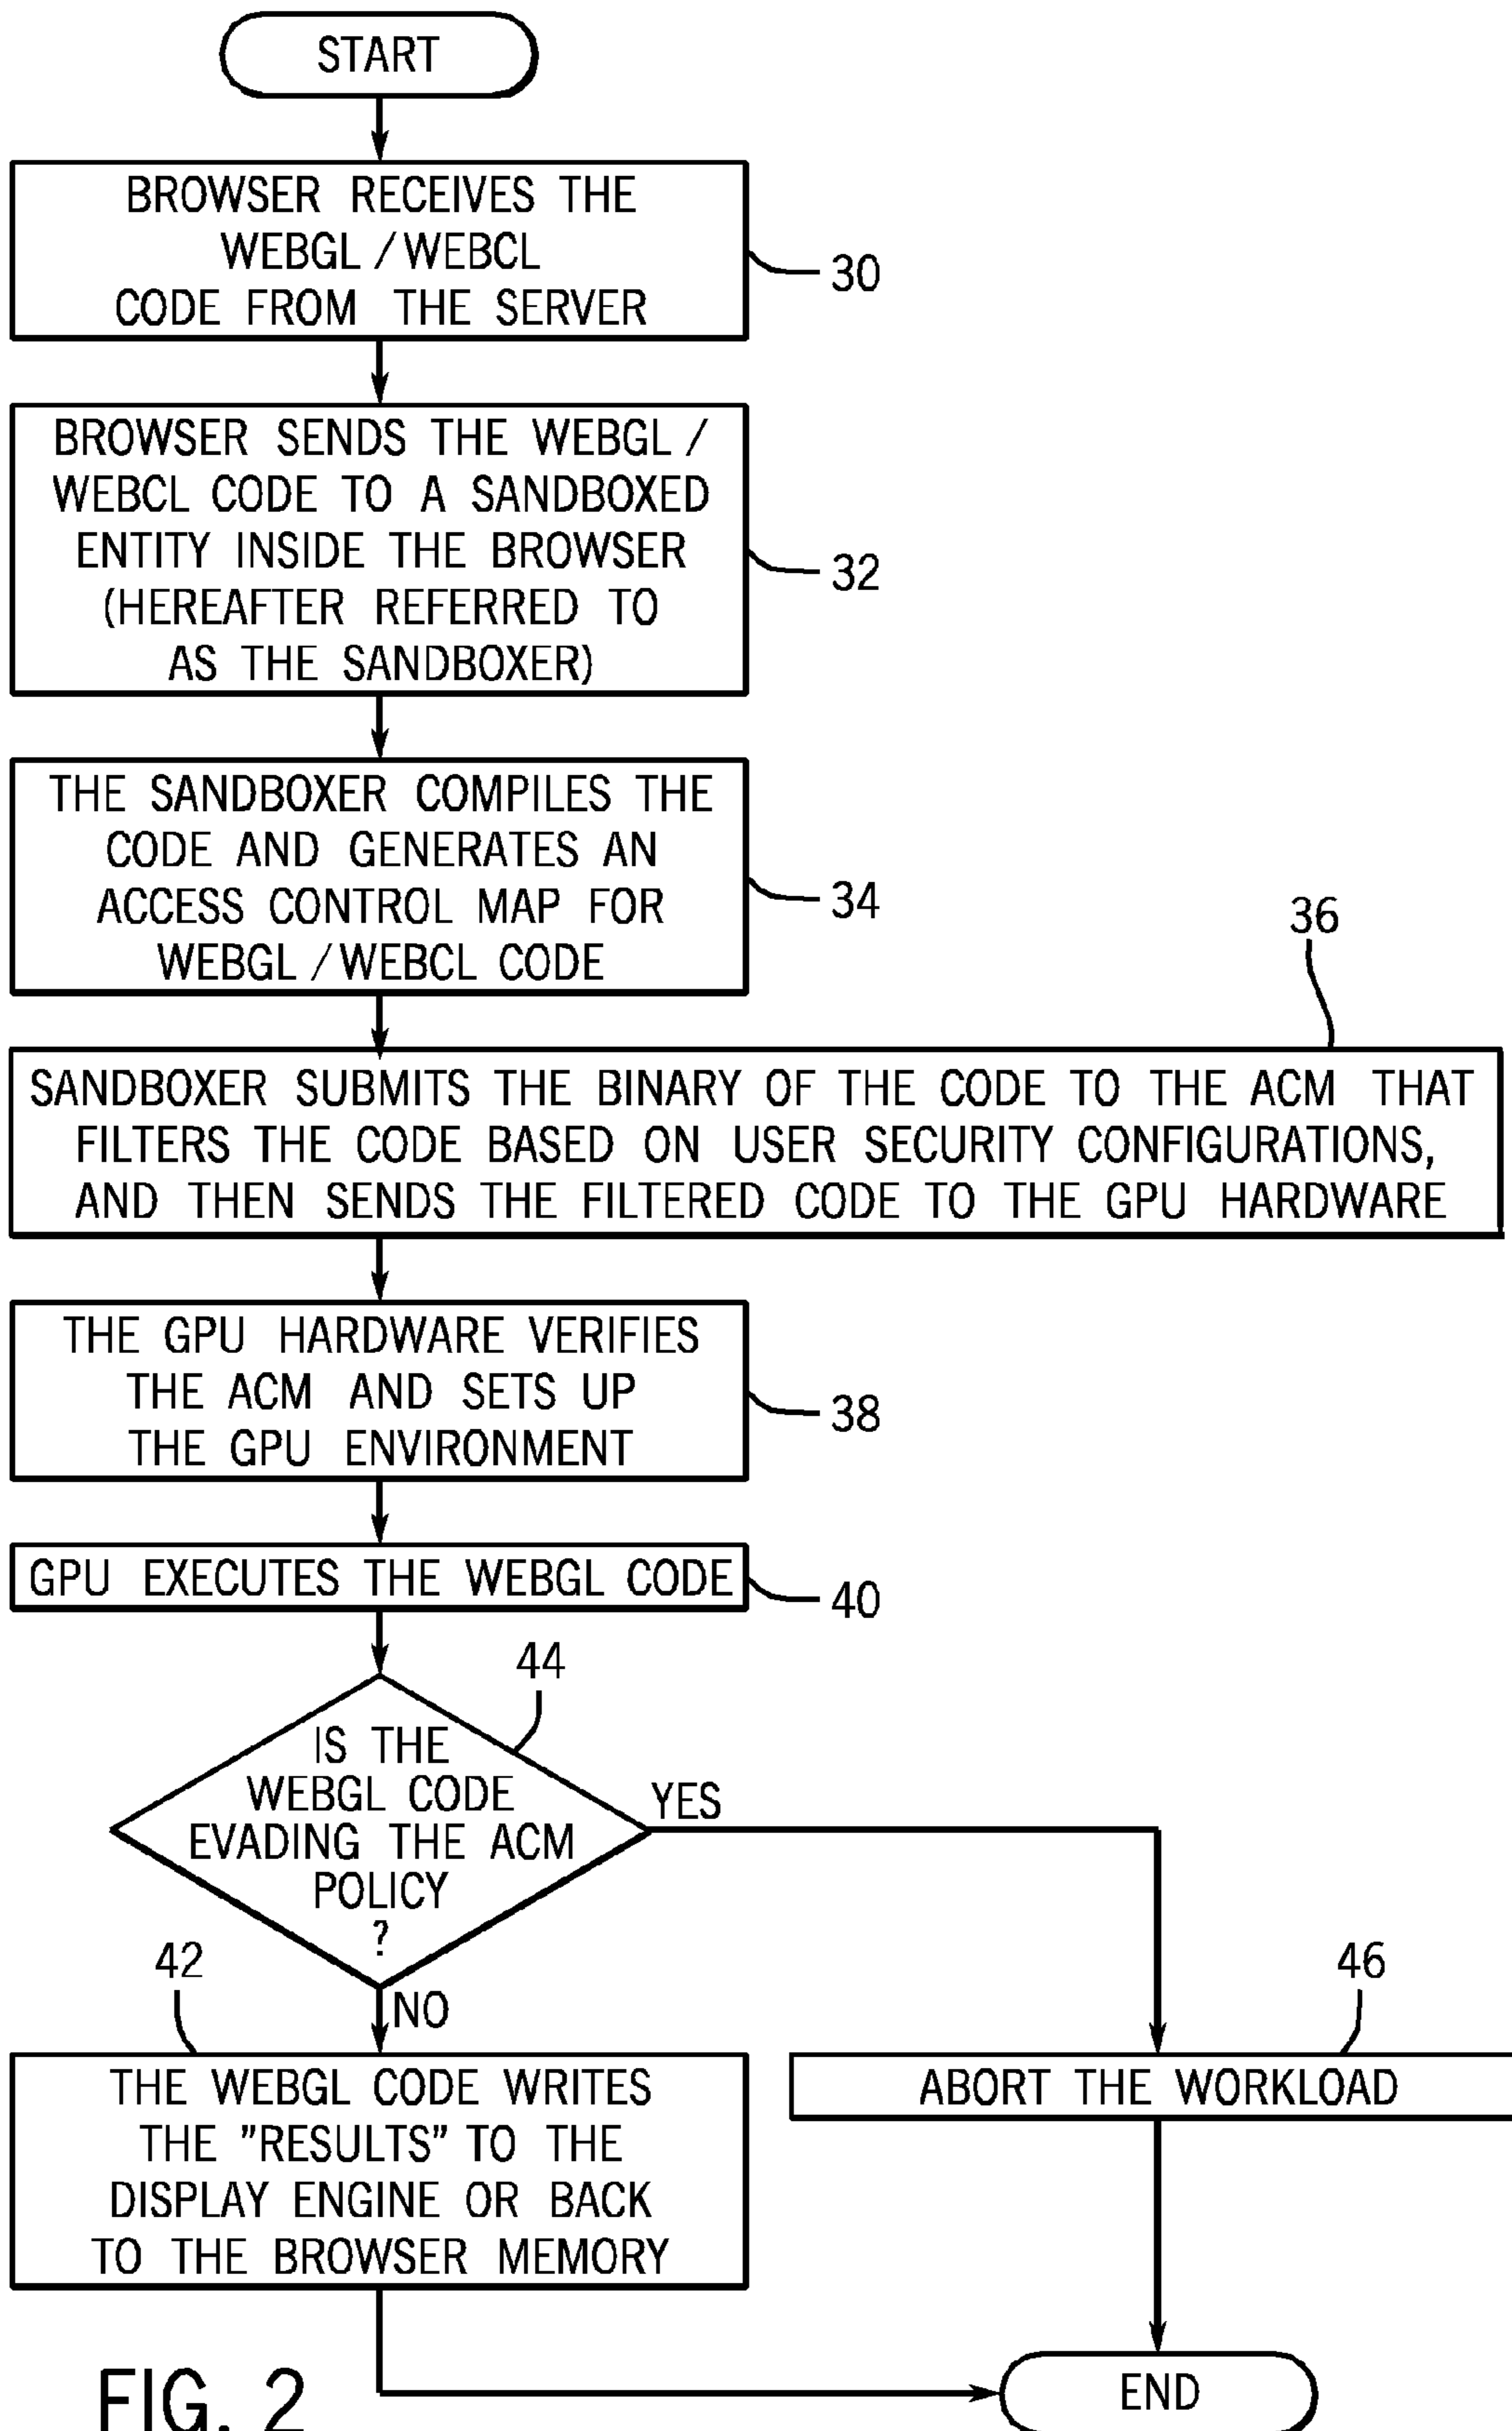 START
BROWSER RECEIVES THE
WEBGL / WEBCL
CODE FROM THE SERVER
30
BROWSER SENDS THE WEBGL /
WEBCL CODE TO A SANDBOXED
ENTITY INSIDE THE BROWSER
(HEREAFTER REFERRED TO
AS THE SANDBOXER)
32
THE SANDBOXER COMPILES THE
CODE AND GENERATES AN
ACCESS CONTROL MAP FOR
WEBGL / WEBCL CODE
34
36
SANDBOXER SUBMITS THE BINARY OF THE CODE TO THE ACM THAT
FILTERS THE CODE BASED ON USER SECURITY CONFIGURATIONS,
AND THEN SENDS THE FILTERED CODE TO THE GPU HARDWARE
THE GPU HARDWARE VERIFIES
THE ACM AND SETS UP
THE GPU ENVIRONMENT
38
GPU EXECUTES THE WEBGL CODE
40
44
IS THE
WEBGL CODE
EVADING THE ACM
POLICY
?
YES
NO
42
THE WEBGL CODE WRITES
THE "RESULTS" TO THE
DISPLAY ENGINE OR BACK
TO THE BROWSER MEMORY
46
ABORT THE WORKLOAD
END
FIG. 2